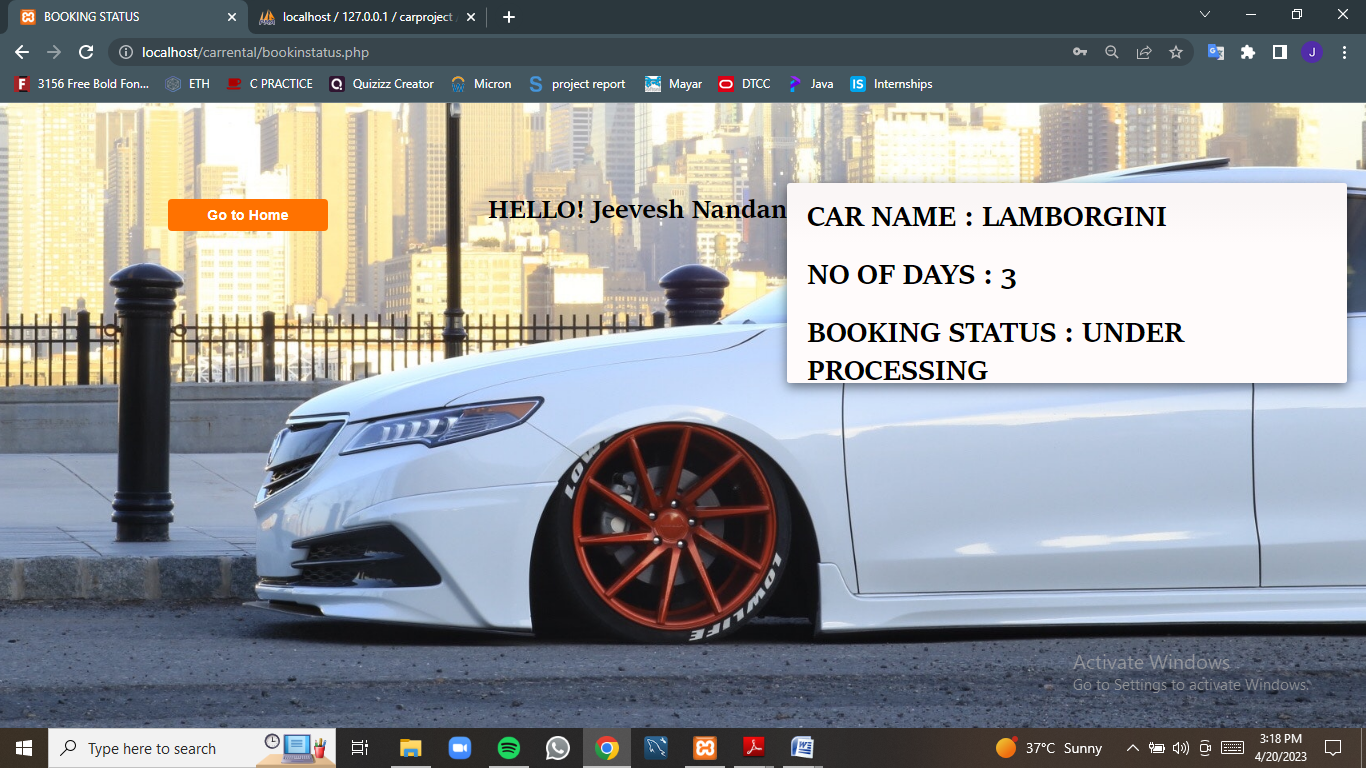 BOOKING STATUS
localhost / 127.0.0.1 / carproject
localhost/carrental/bookinstatus.php
J
3156 Free Bold Fon... ETH C PRACTICE Quizizz Creator Micron project report Mayar DTCC Java Internships
Go to Home
HELLO! Jeevesh Nandan
CAR NAME : LAMBORGINI
NO OF DAYS : 3
BOOKING STATUS : UNDER
PROCESSING
LOW
LOWLIFE
Activate Windows
Go to Settings to activate Windows.
Type here to search
37°C Sunny
3:18 PM
4/20/2023